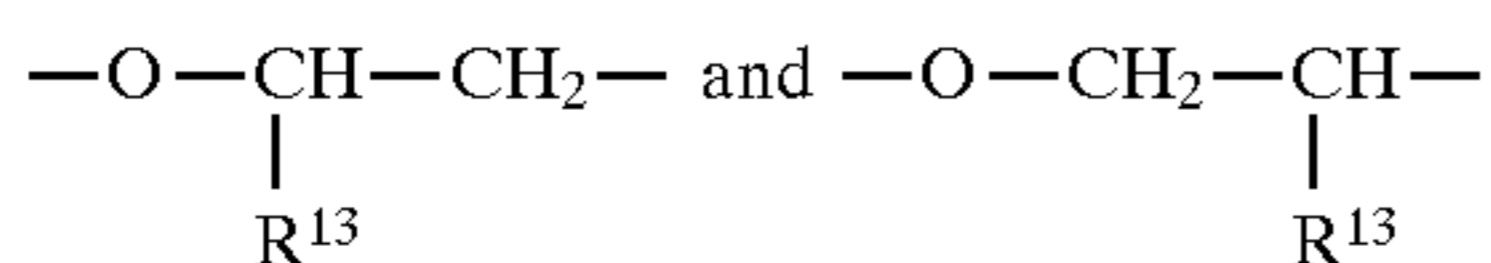 —O—CH—CH₂— and —O—CH₂—CH—
R¹³ R¹³